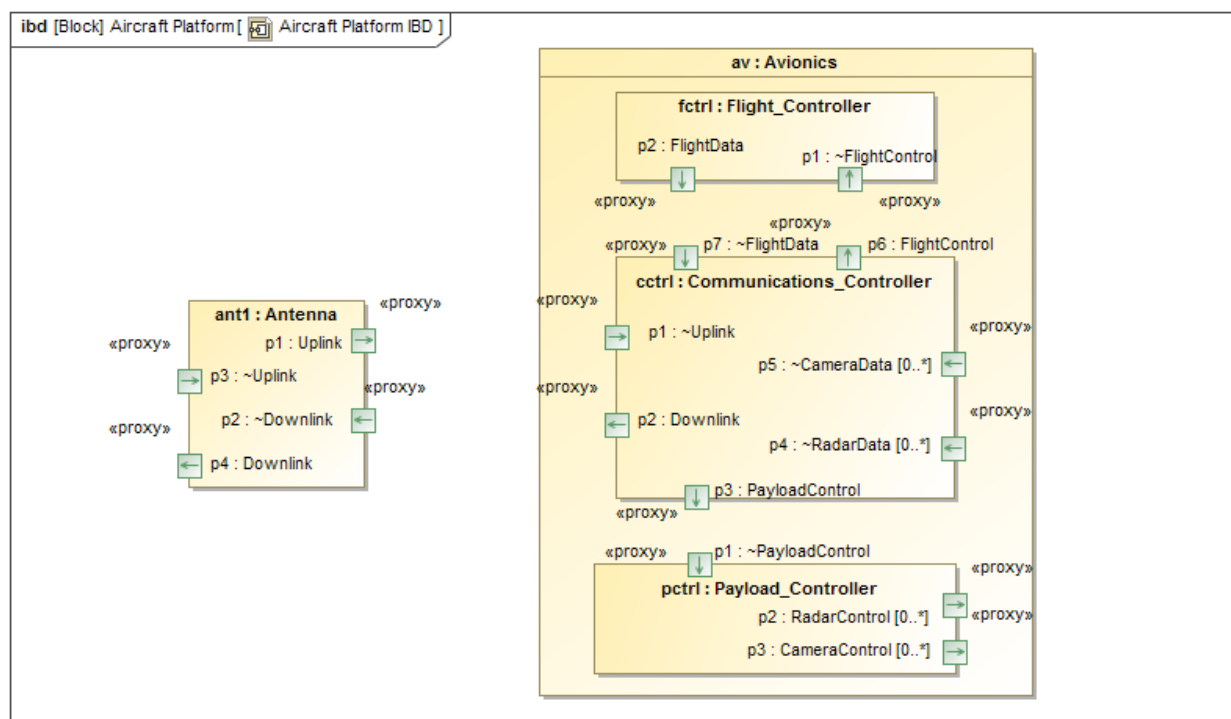 ibd [Block] Aircraft Platform[ Aircraft Platform IBD ]
av : Avionics
fctrl : Flight_Controller
p2 : FlightData
p1 : ~FlightControl
«proxy»
«proxy»
«proxy»
«proxy»
p7 : ~FlightData
p6 : FlightControl
cctrl : Communications_Controller
«proxy»
p1 : ~Uplink
«proxy»
p5 : ~CameraData [0..*]
«proxy»
p2 : Downlink
«proxy»
p4 : ~RadarData [0..*]
p3 : PayloadControl
«proxy»
«proxy»
ant1 : Antenna
p1 : Uplink
«proxy»
p3 : ~Uplink
«proxy»
p2 : ~Downlink
«proxy»
p4 : Downlink
«proxy»
p1 : ~PayloadControl
«proxy»
pctrl : Payload_Controller
p2 : RadarControl [0..*]
«proxy»
p3 : CameraControl [0..*]